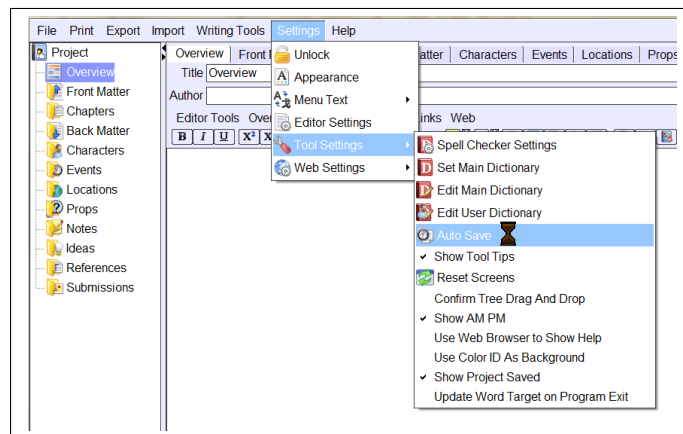 File Print Export Import Writing Tools Settings Help
Project
Overview
Front Matter
Chapters
Back Matter
Characters
Events
Locations
Props
Notes
Ideas
References
Submissions
Overview Front atter Characters Events Locations Props
Title Overview
Author
Editor Tools Ove inks Web
B I U X² X
Unlock
Appearance
Menu Text
Editor Settings
Tool Settings
Web Settings
Spell Checker Settings
Set Main Dictionary
Edit Main Dictionary
Edit User Dictionary
Auto Save
Show Tool Tips
Reset Screens
Confirm Tree Drag And Drop
Show AM PM
Use Web Browser to Show Help
Use Color ID As Background
Show Project Saved
Update Word Target on Program Exit